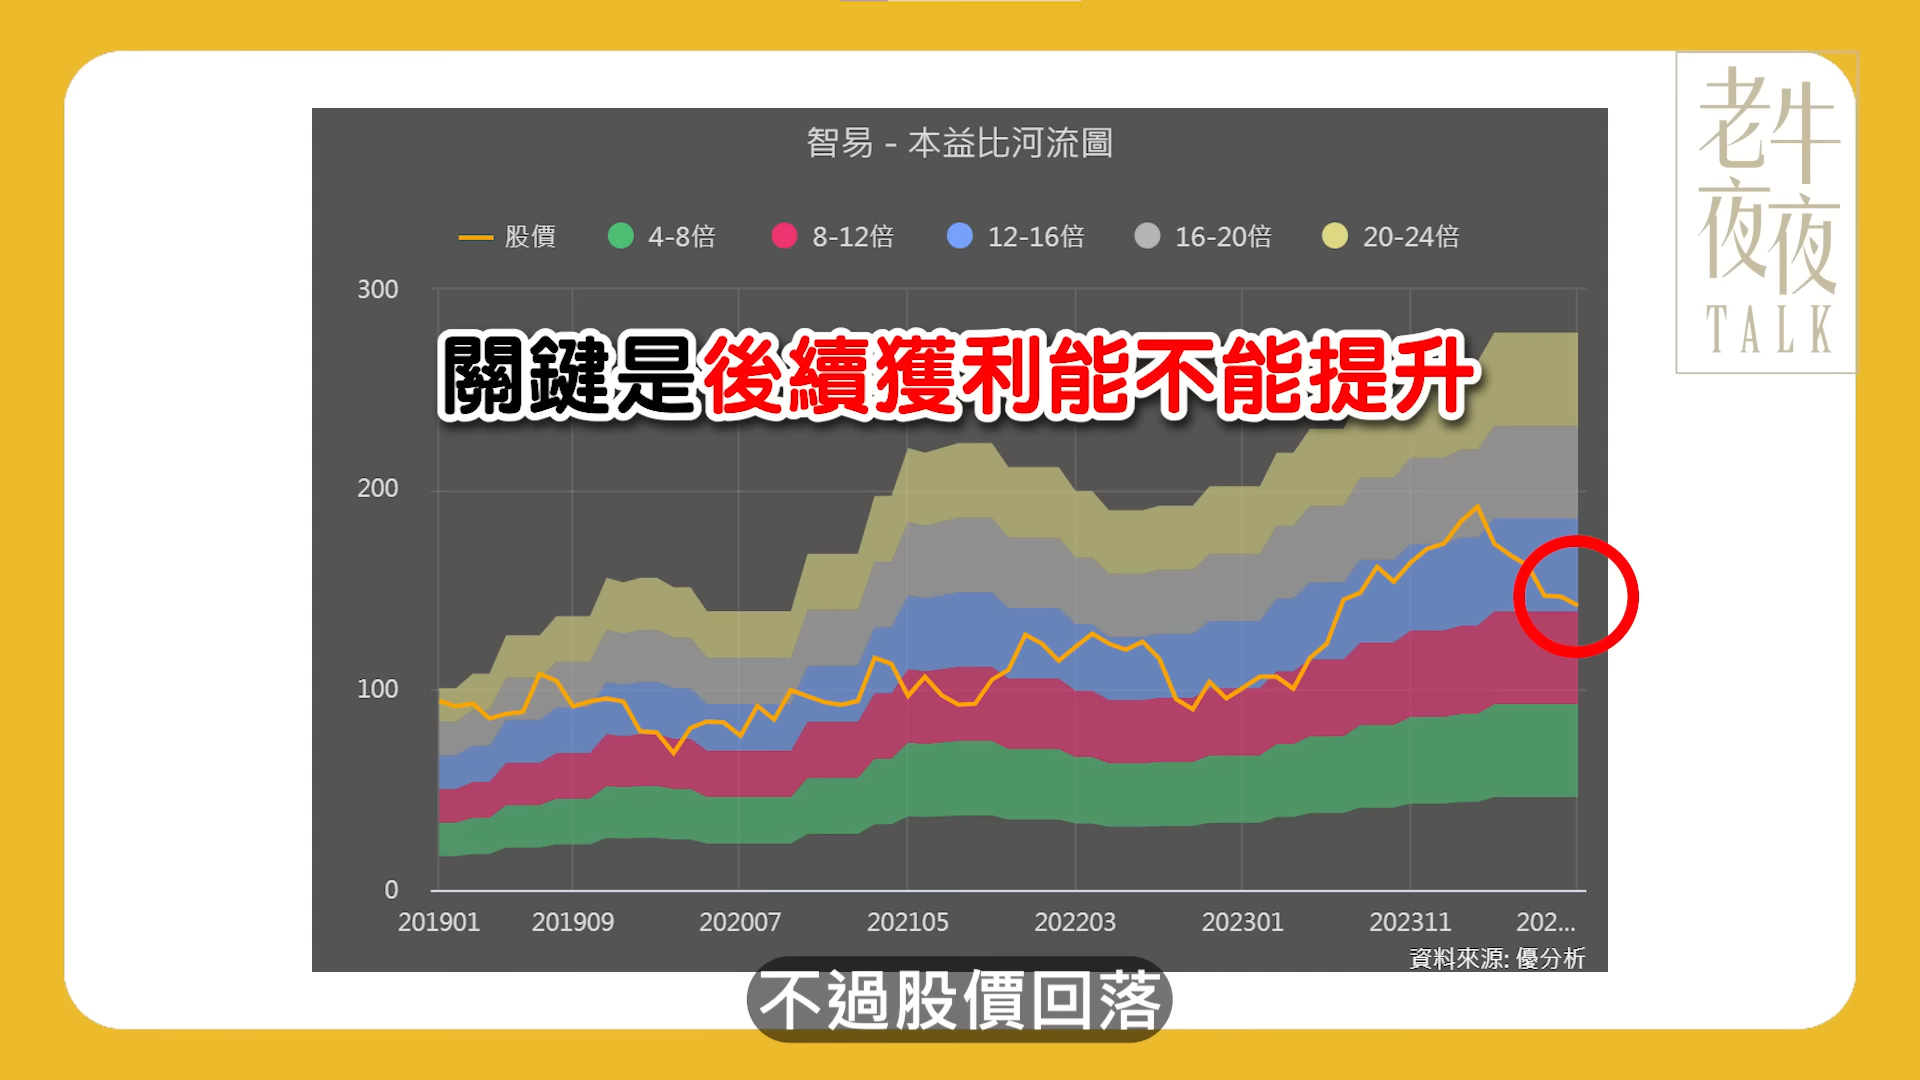 老牛
夜夜
TALK
智易 - 本益比河流圖
股價 4-8倍 8-12倍 12-16倍 16-20倍 20-24倍
300
關鍵是後續獲利能不能提升
200
100
0
201901 201909 202007 202105 202203 202301 202311 202...
資料來源: 優分析
不過股價回落